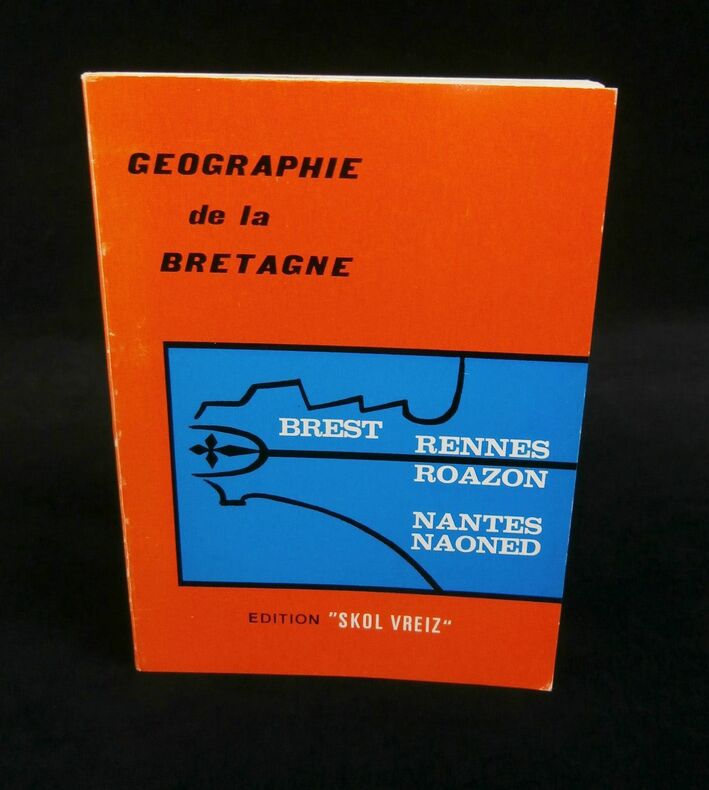 GEOGRAPHIE
de la
BRETAGNE
BREST
RENNES
ROAZON
NANTES
NAONED
EDITION "SKOL VREIZ"